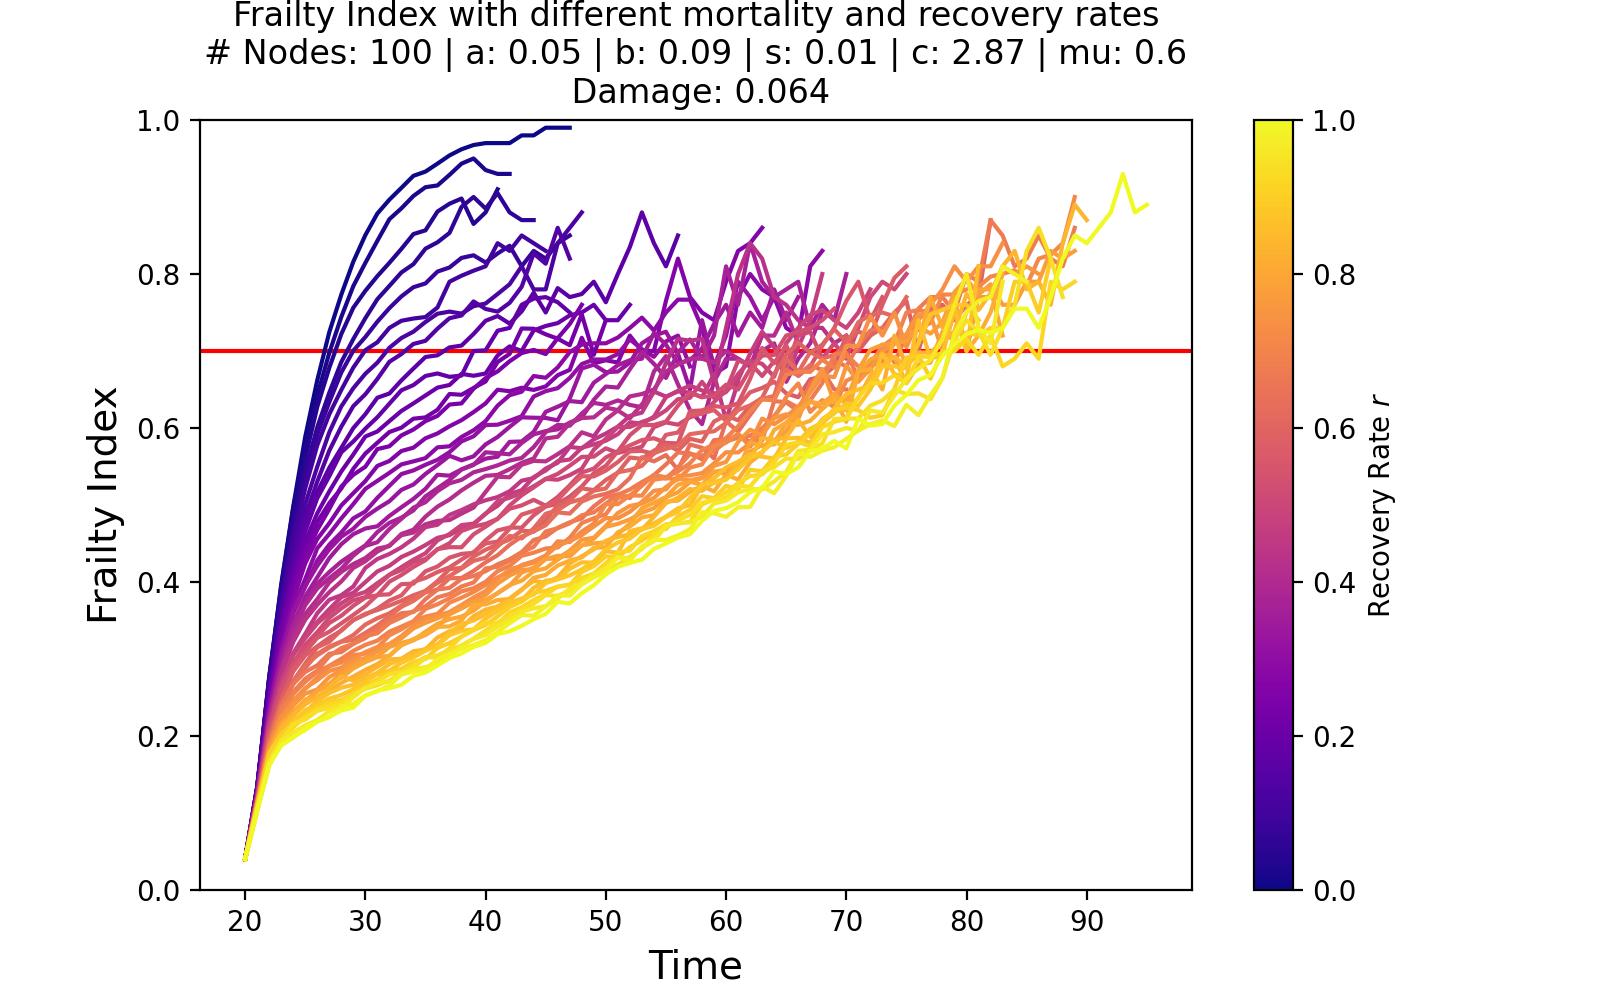 Frailty Index with different mortality and recovery rates
# Nodes: 100 | a: 0.05 | b: 0.09 | s: 0.01 | c: 2.87 | mu: 0.6
Damage: 0.064
1.0
0.8
0.6
0.4
0.2
0.0
Frailty Index
20 30 40 50 60 70 80 90
Time
1.0
0.8
0.6
0.4
0.2
0.0
Recovery Rate r